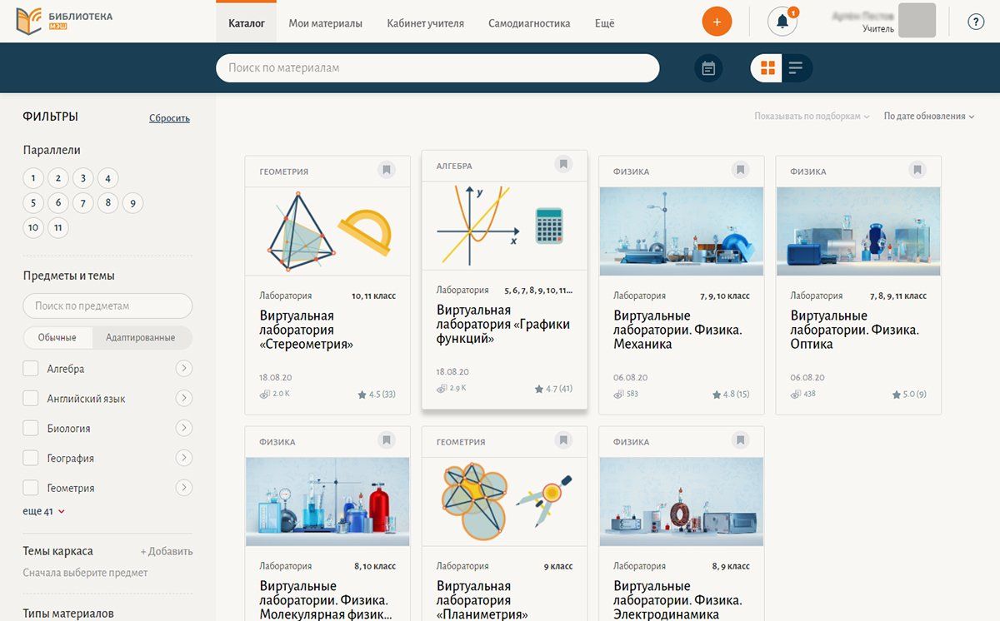 БИБЛИОТЕКА
МЭШ
Каталог
Мои материалы
Кабинет учителя
Самодиагностика
Ещё
+
1
Учитель
?
Поиск по материалам
ФИЛЬТРЫ
Сбросить
Параллели
1 2 3 4
5 6 7 8 9
10 11
Предметы и темы
Поиск по предметам
Обычные
Адаптированные
Алгебра
Английский язык
Биология
География
Геометрия
еще 41
Темы каркаса
+ Добавить
Сначала выберите предмет
Типы материалов
Показывать по подборкам
По дате обновления
ГЕОМЕТРИЯ
Лаборатория
10, 11 класс
Виртуальная
лаборатория
«Стереометрия»
18.08.20
2.0 K
4.5 (33)
АЛГЕБРА
y
x
Лаборатория
5, 6, 7, 8, 9, 10, 11...
Виртуальная
лаборатория «Графики
функций»
18.08.20
2.9 K
4.7 (41)
ФИЗИКА
Лаборатория
7, 9, 10 класс
Виртуальные
лаборатории. Физика.
Механика
06.08.20
583
4.8 (15)
ФИЗИКА
Лаборатория
7, 8, 9, 11 класс
Виртуальные
лаборатории. Физика.
Оптика
06.08.20
438
5.0 (9)
ФИЗИКА
Лаборатория
8, 10 класс
Виртуальные
лаборатории. Физика.
Молекулярная физик...
ГЕОМЕТРИЯ
Лаборатория
9 класс
Виртуальная
лаборатория
«Планиметрия»
ФИЗИКА
Лаборатория
8, 9 класс
Виртуальные
лаборатории. Физика.
Электродинамика